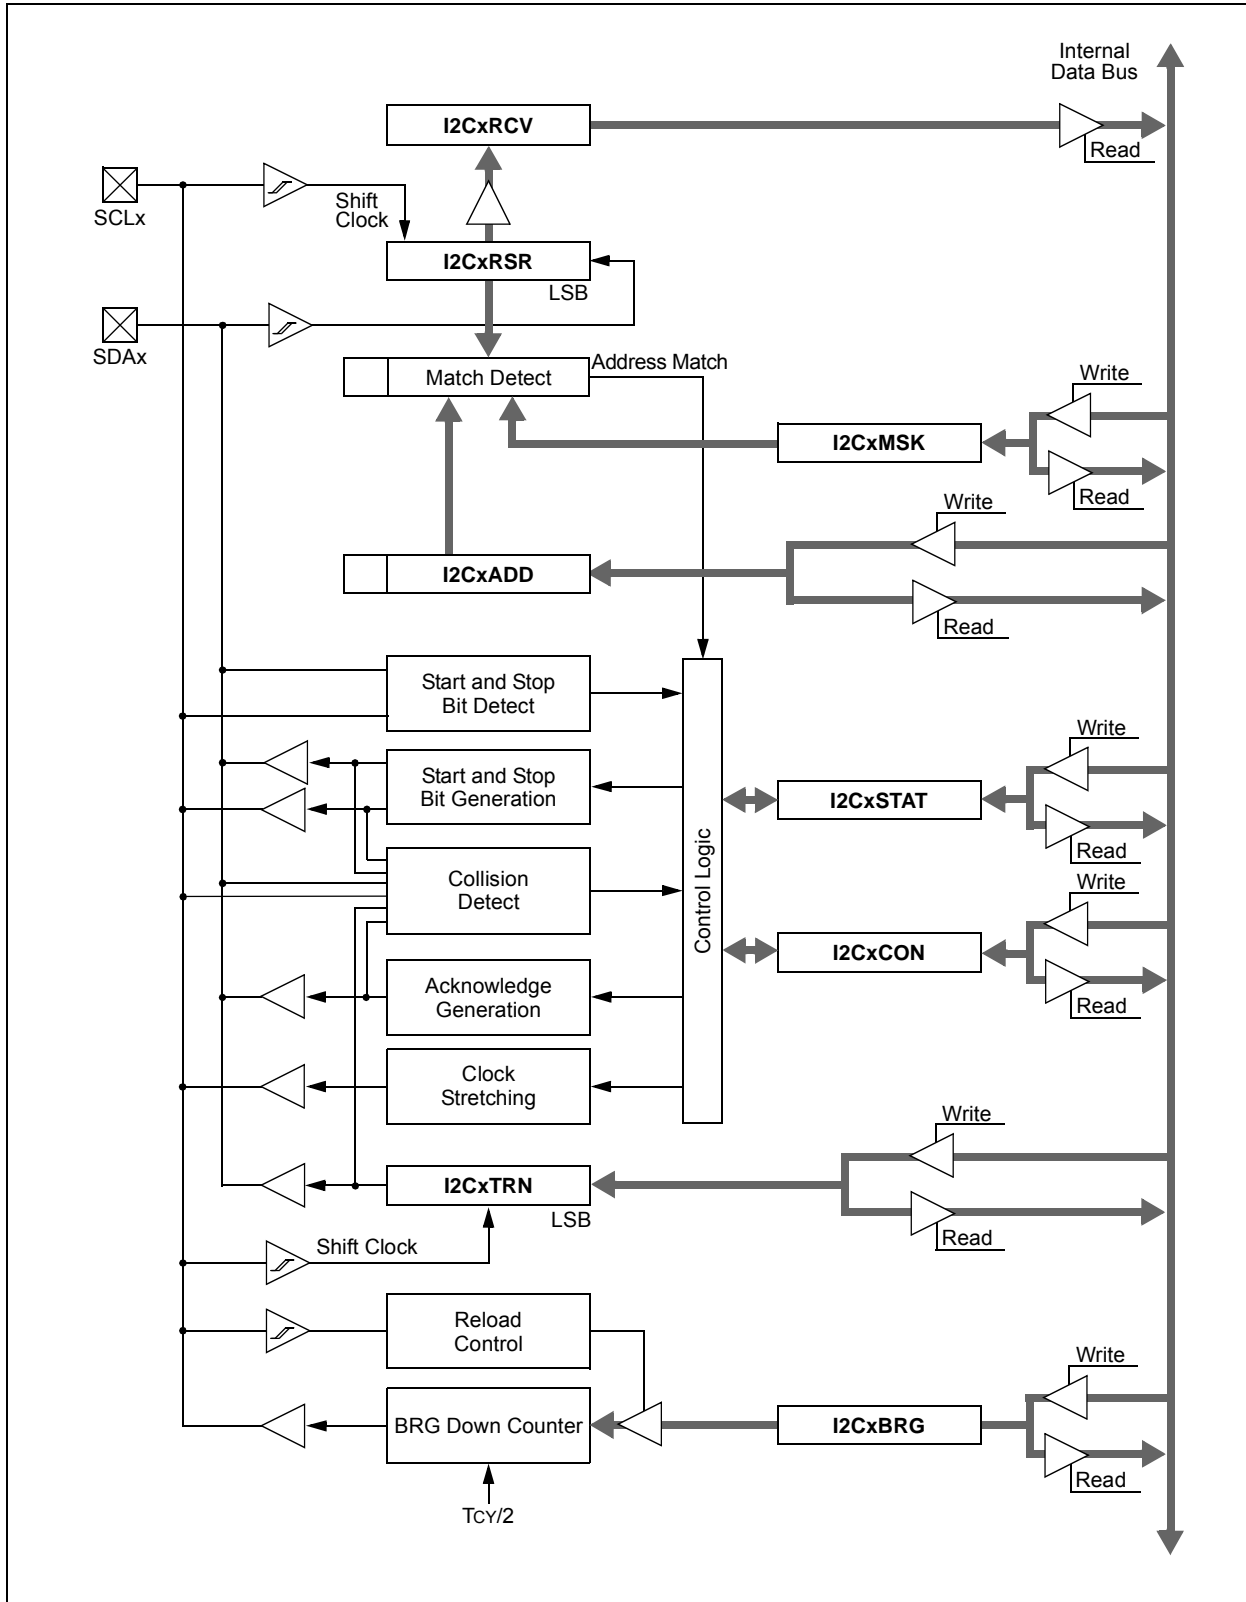 Internal
Data Bus
I2CxRCV
Read
SCLx
Shift
Clock
I2CxRSR
LSB
SDAx
Match Detect
Address Match
Write
I2CxMSK
Read
Write
I2CxADD
Read
Start and Stop
Bit Detect
Write
Start and Stop
Bit Generation
I2CxSTAT
Read
Control Logic
Collision
Detect
Write
I2CxCON
Read
Acknowledge
Generation
Clock
Stretching
Write
I2CxTRN
LSB
Read
Shift Clock
Reload
Control
Write
BRG Down Counter
I2CxBRG
Read
TCY/2